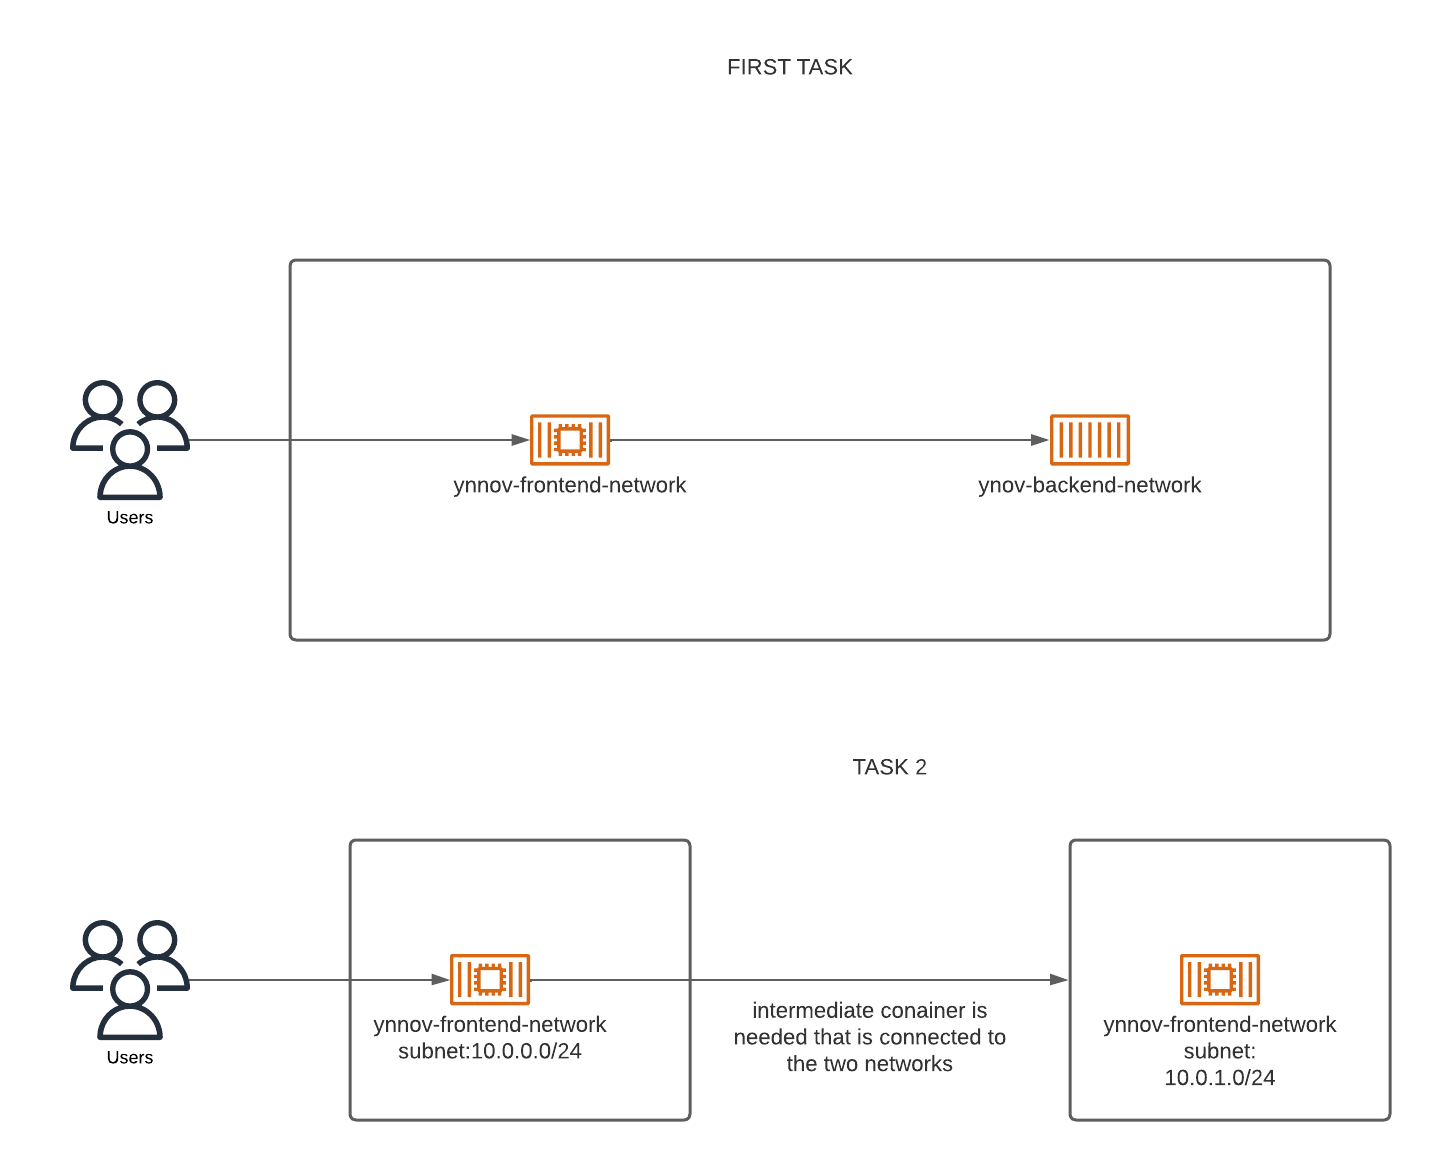 FIRST TASK
Users
ynnov-frontend-network
ynov-backend-network
TASK 2
Users
ynnov-frontend-network
subnet:10.0.0.0/24
intermediate conainer is
needed that is connected to
the two networks
ynnov-frontend-network
subnet:
10.0.1.0/24